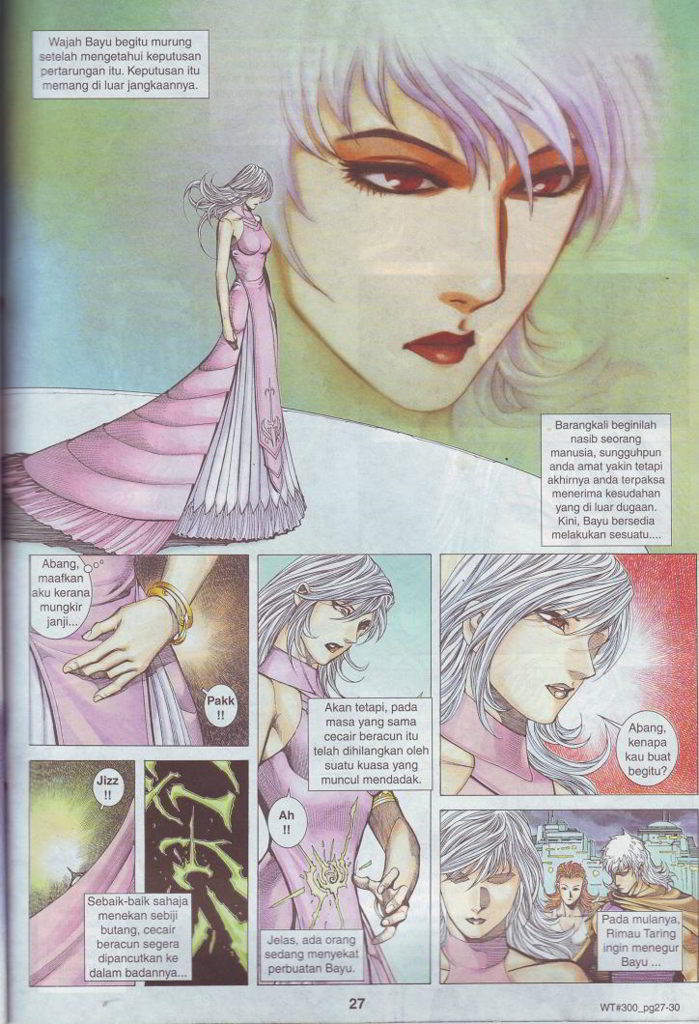 Wajah Bayu begitu murung
setelah mengetahui keputusan
pertarungan itu. Keputusan itu
memang di luar jangkaannya.
Barangkali beginilah
nasib seorang
manusia, sungguhpun
anda amat yakin tetapi
akhirnya anda terpaksa
menerima kesudahan
yang di luar dugaan.
Kini, Bayu bersedia
melakukan sesuatu....
Abang,
maafkan
aku kerana
mungkir
janji...
Pakk
!!
Akan tetapi, pada
masa yang sama
cecair beracun itu
telah dihilangkan oleh
suatu kuasa yang
muncul mendadak.
Abang,
kenapa
kau buat
begitu?
Jizz
!!
Sebaik-baik sahaja
menekan sebiji
butang, cecair
beracun segera
dipancutkan ke
dalam badannya...
Ah
!!
Jelas, ada orang
sedang menyekat
perbuatan Bayu.
Pada mulanya,
Rimau Taring
ingin menegur
Bayu ...
27
WT#300_pg27-30